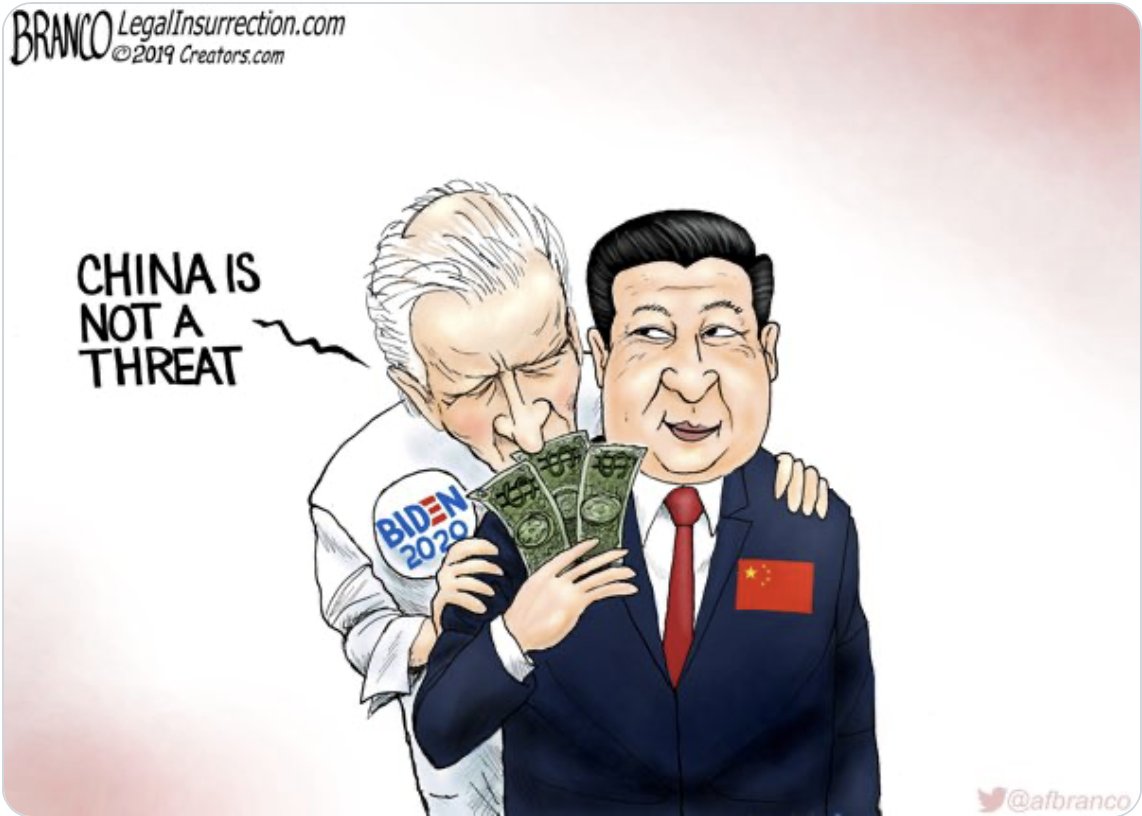 BRANCO LegalInsurrection.com
©2019 Creators.com
CHINA IS
NOT A
THREAT
BIDEN
2020
@afbranco